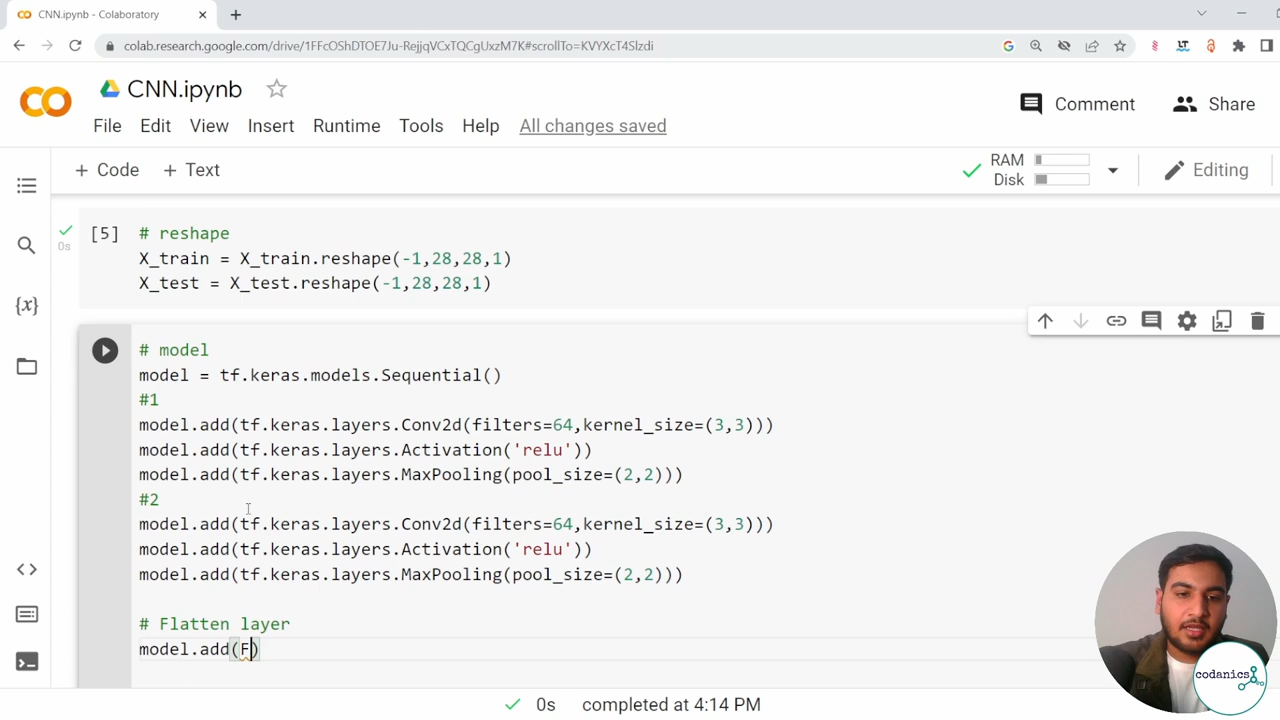 CNN.ipynb - Colaboratory
colab.research.google.com/drive/1FFcOShDTOE7Ju-RejjqVCxTQCgUxzM7K#scrollTo=KVYXcT4Slzdi
CNN.ipynb
Comment
Share
File Edit View Insert Runtime Tools Help All changes saved
+ Code + Text
RAM
Disk
Editing
[5]
0s
# reshape
X_train = X_train.reshape(-1,28,28,1)
X_test = X_test.reshape(-1,28,28,1)
# model
model = tf.keras.models.Sequential()
#1
model.add(tf.keras.layers.Conv2d(filters=64,kernel_size=(3,3)))
model.add(tf.keras.layers.Activation('relu'))
model.add(tf.keras.layers.MaxPooling(pool_size=(2,2)))
#2
model.add(tf.keras.layers.Conv2d(filters=64,kernel_size=(3,3)))
model.add(tf.keras.layers.Activation('relu'))
model.add(tf.keras.layers.MaxPooling(pool_size=(2,2)))
# Flatten layer
model.add(F)
codanics
0s completed at 4:14 PM